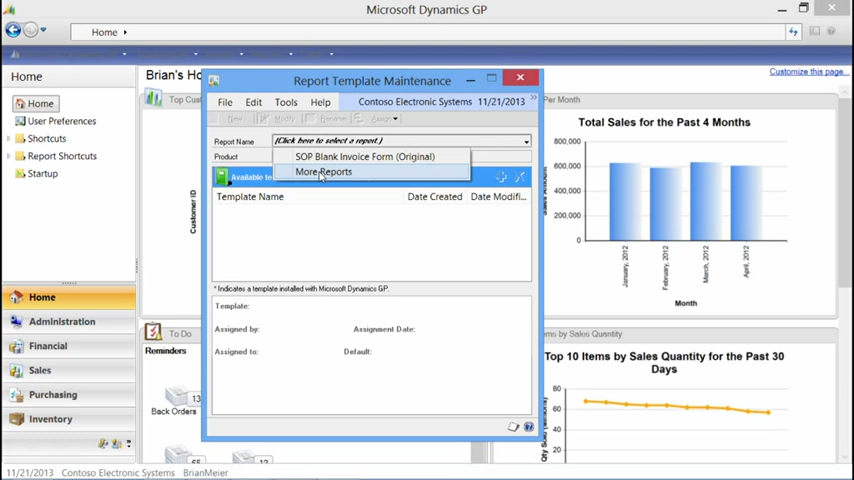 Microsoft Dynamics GP
Home
Home
Home
User Preferences
Shortcuts
Report Shortcuts
Startup
Home
Administration
Financial
Sales
Purchasing
Inventory
11/21/2013 Contoso Electronic Systems BrianMeier
Brian's Ho
Customize this page...
Top Cus
Customer ID
To Do
Reminders
13
Back Orders
65
12
Report Template Maintenance
File Edit Tools Help Contoso Electronic Systems 11/21/2013
New Modify Rename Assign
Report Name (Click here to select a report.)
SOP Blank Invoice Form (Original)
More Reports
Product
Available te
Template Name Date Created Date Modifi...
* Indicates a template installed with Microsoft Dynamics GP.
Template:
Assigned by: Assignment Date:
Assigned to: Default:
Per Month
Total Sales for the Past 4 Months
Sales Amount
800,000
600,000
400,000
200,000
0
January, 2012
February, 2012
March, 2012
April, 2012
Month
tems by Sales Quantity
Top 10 Items by Sales Quantity for the Past 30
Days
80
60
40
20